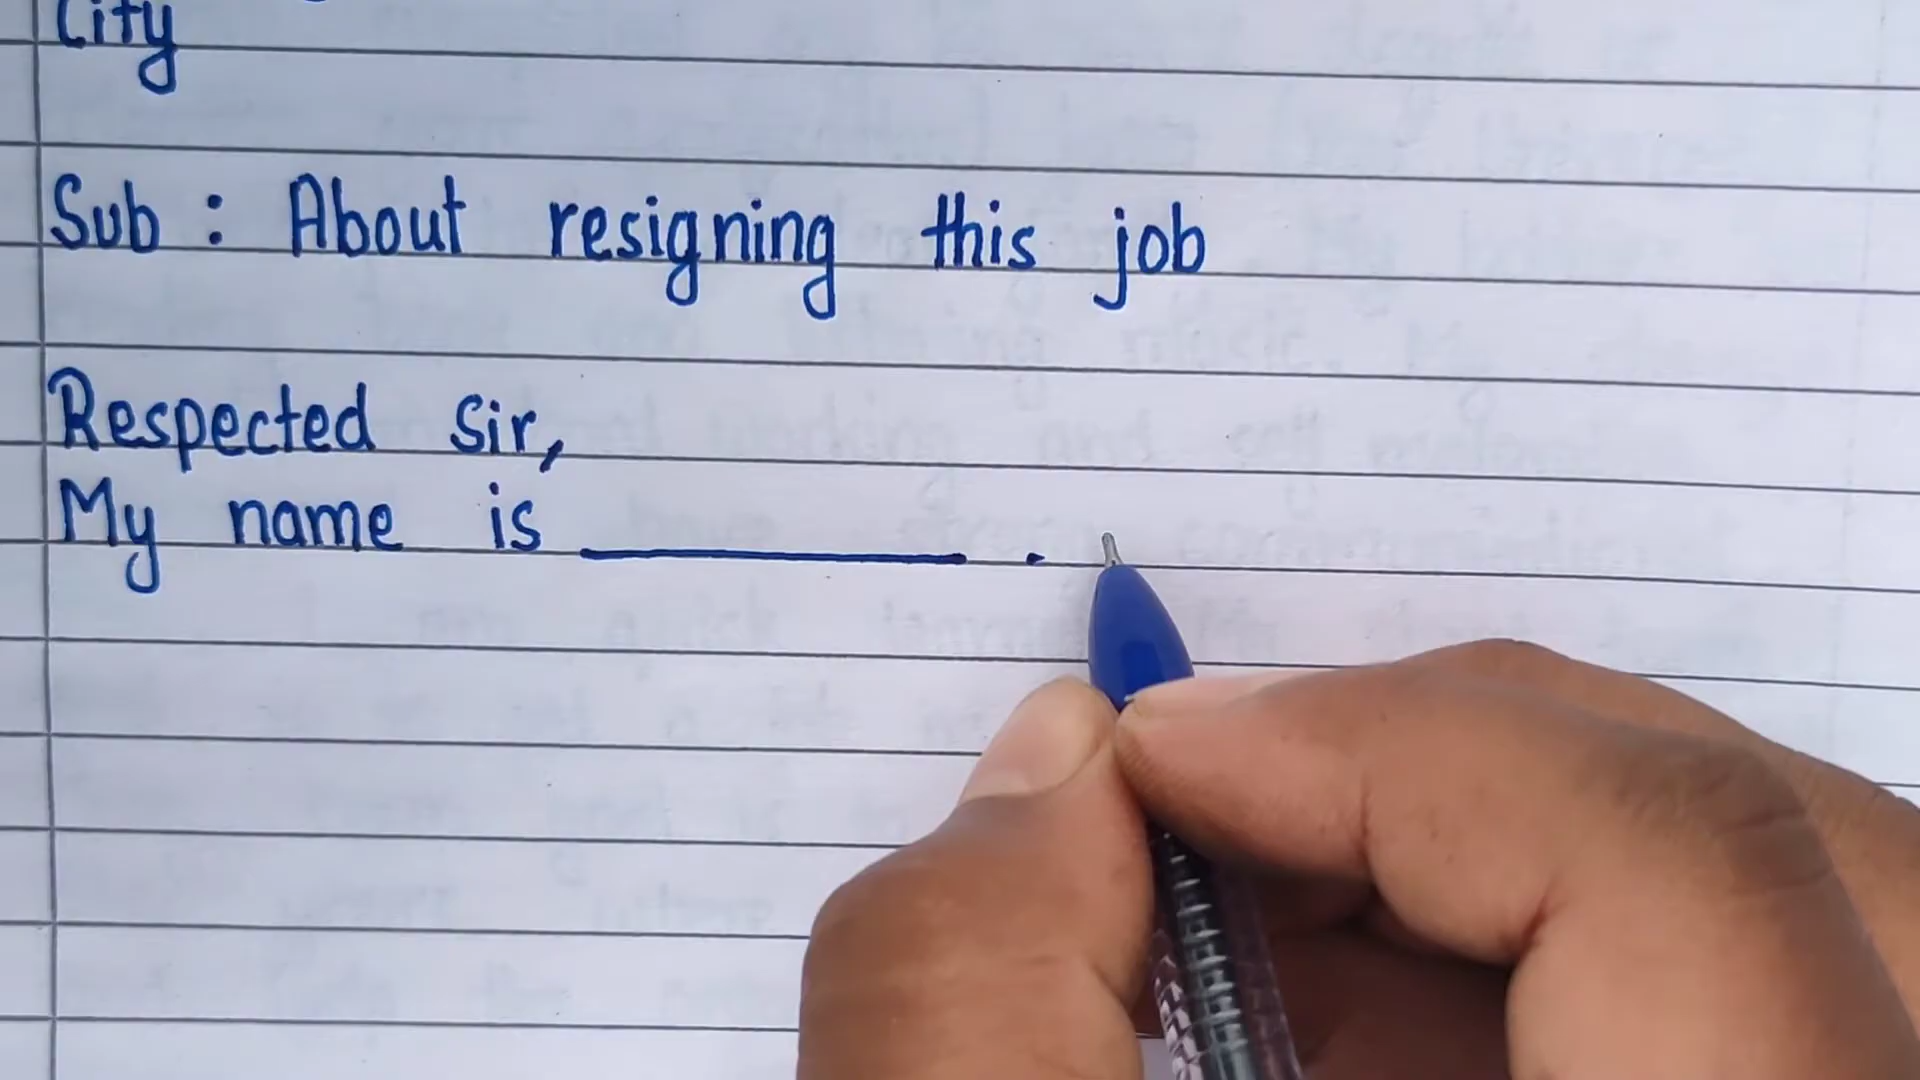 City
Sub : About resigning this job
Respected Sir,
My name is ________ .